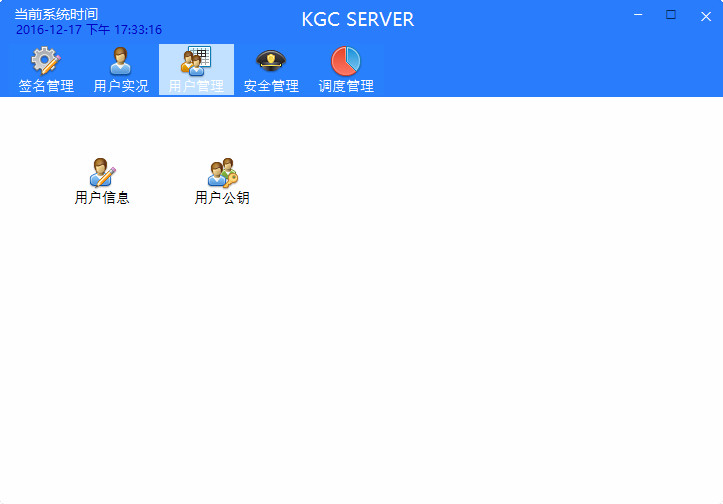 当前系统时间
KGC SERVER
2016-12-17 下午 17:33:16
签名管理 用户实况 用户管理 安全管理 调度管理
用户信息 用户公钥